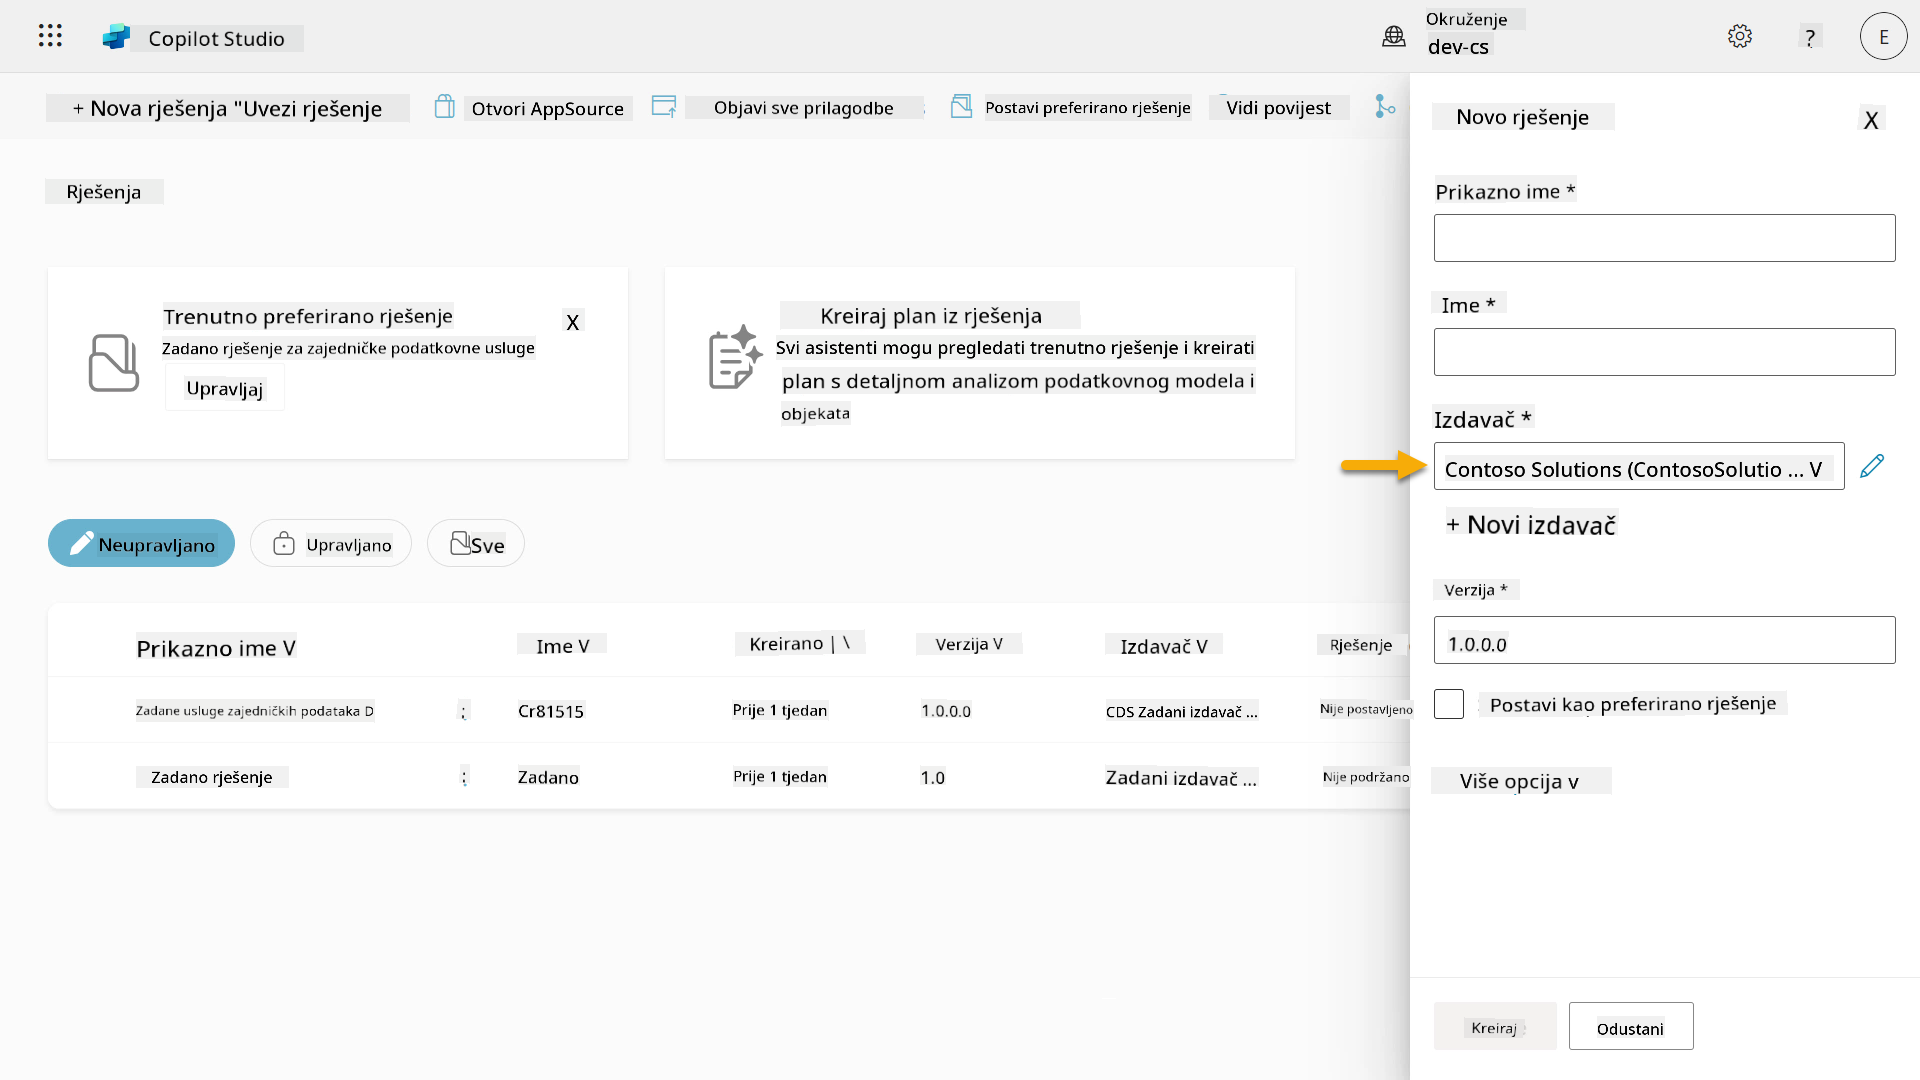 Copilot Studio
Okruženje
dev-cs
?
E
+ Nova rješenja "Uvezi rješenje
Otvori AppSource
Objavi sve prilagodbe
Postavi preferirano rješenje
Vidi povijest
Rješenja
Trenutno preferirano rješenje
X
Zadano rješenje za zajedničke podatkovne usluge
Upravljaj
Kreiraj plan iz rješenja
Svi asistenti mogu pregledati trenutno rješenje i kreirati
plan s detaljnom analizom podatkovnog modela i
objekata
Neupravljano
Upravljano
Sve
Prikazno ime V
Ime V
Kreirano | \
Verzija V
Izdavač V
Rješenje
Zadane usluge zajedničkih podataka D
:
Cr81515
Prije 1 tjedan
1.0.0.0
CDS Zadani izdavač ...
Nije postavljeno
Zadano rješenje
:
Zadano
Prije 1 tjedan
1.0
Zadani izdavač ...
Nije podržano
Novo rješenje
X
Prikazno ime *
Ime *
Izdavač *
Contoso Solutions (ContosoSolutio ... V
+ Novi izdavač
Verzija *
1.0.0.0
Postavi kao preferirano rješenje
Više opcija v
Kreiraj
Odustani